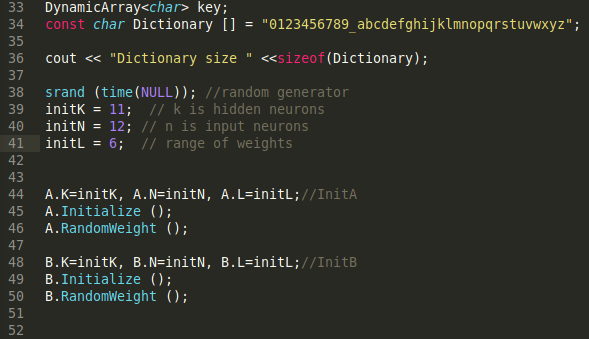 33 DynamicArray<char> key;
34 const char Dictionary [] = "0123456789_abcdefghijklmnopqrstuvwxyz";
35
36 cout << "Dictionary size " <<sizeof(Dictionary);
37
38 srand (time(NULL)); //random generator
39 initK = 11;  // k is hidden neurons
40 initN = 12; // n is input neurons
41 initL = 6;  // range of weights
42
43
44 A.K=initK, A.N=initN, A.L=initL;//InitA
45 A.Initialize ();
46 A.RandomWeight ();
47
48 B.K=initK, B.N=initN, B.L=initL;//InitB
49 B.Initialize ();
50 B.RandomWeight ();
51
52